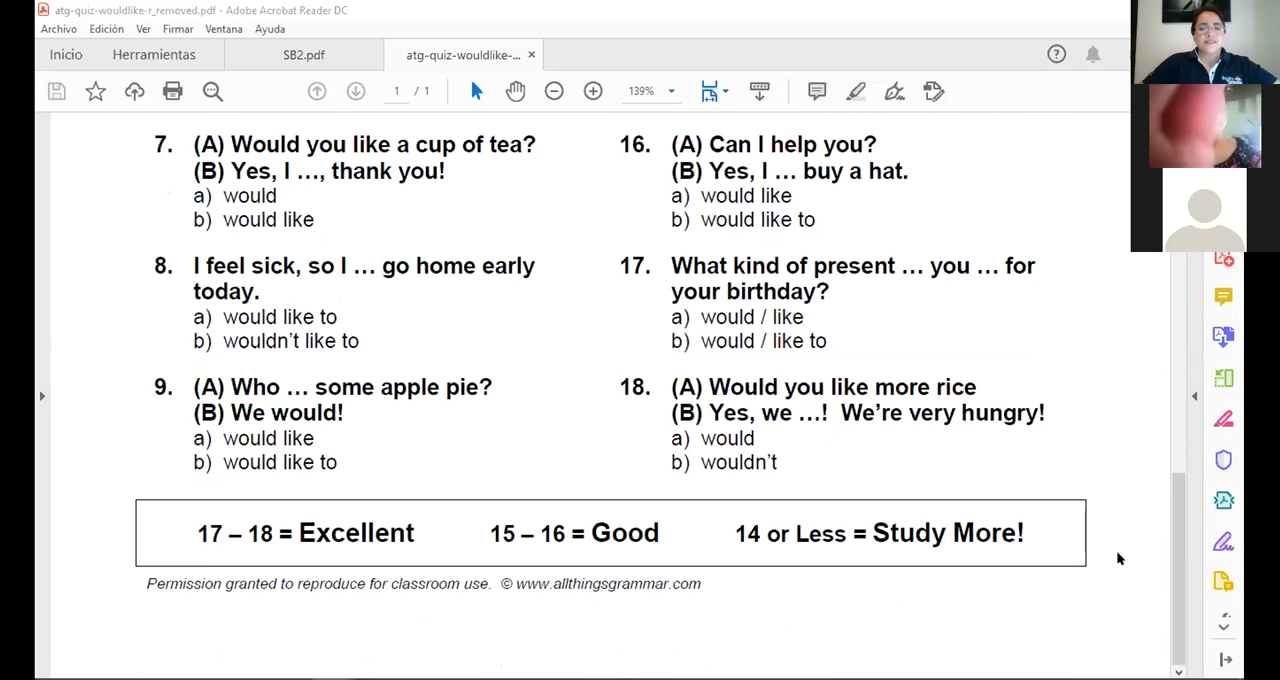 atg-quiz-wouldlike-r_removed.pdf - Adobe Acrobat Reader DC
Archivo Edición Ver Firmar Ventana Ayuda
Inicio Herramientas SB2.pdf atg-quiz-wouldlike-... ×
1 / 1 139%
7. (A) Would you like a cup of tea?
(B) Yes, I ..., thank you!
a) would
b) would like
8. I feel sick, so I ... go home early
today.
a) would like to
b) wouldn't like to
9. (A) Who ... some apple pie?
(B) We would!
a) would like
b) would like to
16. (A) Can I help you?
(B) Yes, I ... buy a hat.
a) would like
b) would like to
17. What kind of present ... you ... for
your birthday?
a) would / like
b) would / like to
18. (A) Would you like more rice
(B) Yes, we ...! We're very hungry!
a) would
b) wouldn't
17 – 18 = Excellent 15 – 16 = Good 14 or Less = Study More!
Permission granted to reproduce for classroom use. © www.allthingsgrammar.com